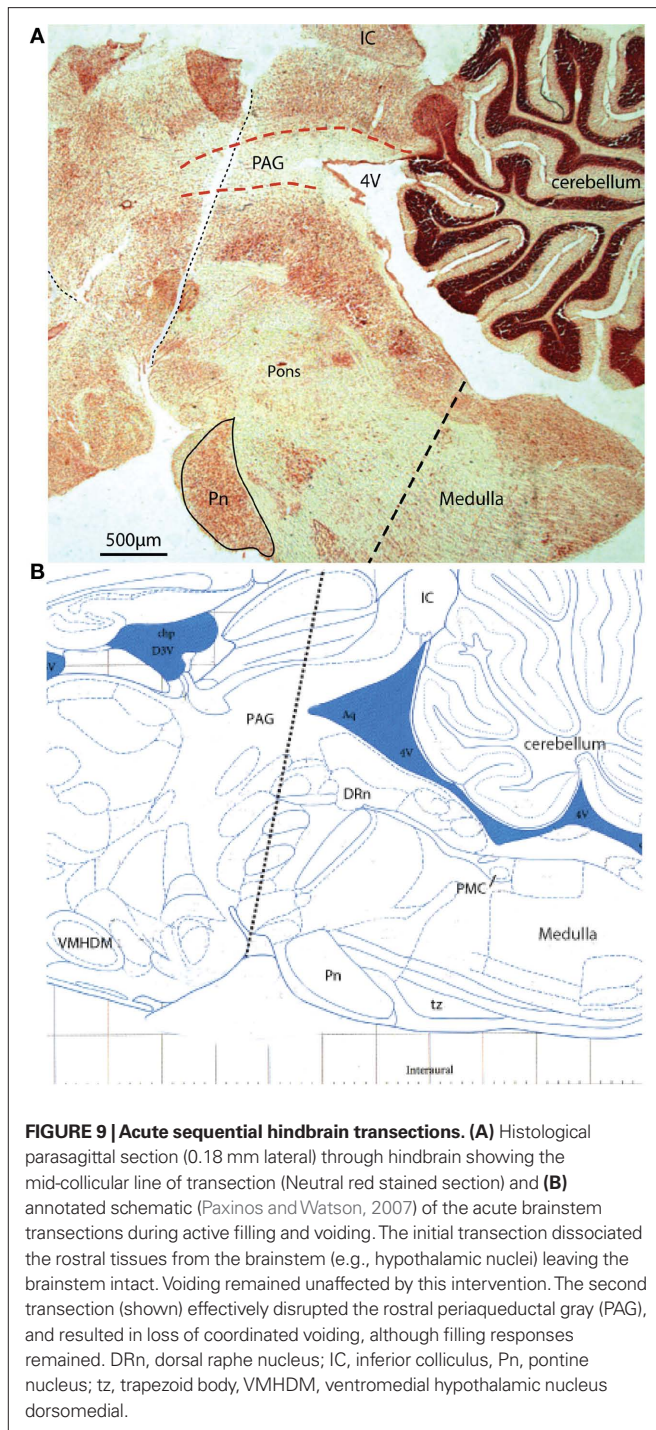 A
IC
PAG
4V
cerebellum
Pons
Pn
Medulla
500μm
B
IC
chp
D3V
PAG
Aq
4V
cerebellum
DRn
4V
PMC
VMHDM
Medulla
Pn
tz
Interaural
FIGURE 9 | Acute sequential hindbrain transections. (A) Histological
parasagittal section (0.18 mm lateral) through hindbrain showing the
mid-collicular line of transection (Neutral red stained section) and (B)
annotated schematic (Paxinos and Watson, 2007) of the acute brainstem
transections during active filling and voiding. The initial transection dissociated
the rostral tissues from the brainstem (e.g., hypothalamic nuclei) leaving the
brainstem intact. Voiding remained unaffected by this intervention. The second
transection (shown) effectively disrupted the rostral periaqueductal gray (PAG),
and resulted in loss of coordinated voiding, although filling responses
remained. DRn, dorsal raphe nucleus; IC, inferior colliculus, Pn, pontine
nucleus; tz, trapezoid body, VMHDM, ventromedial hypothalamic nucleus
dorsomedial.